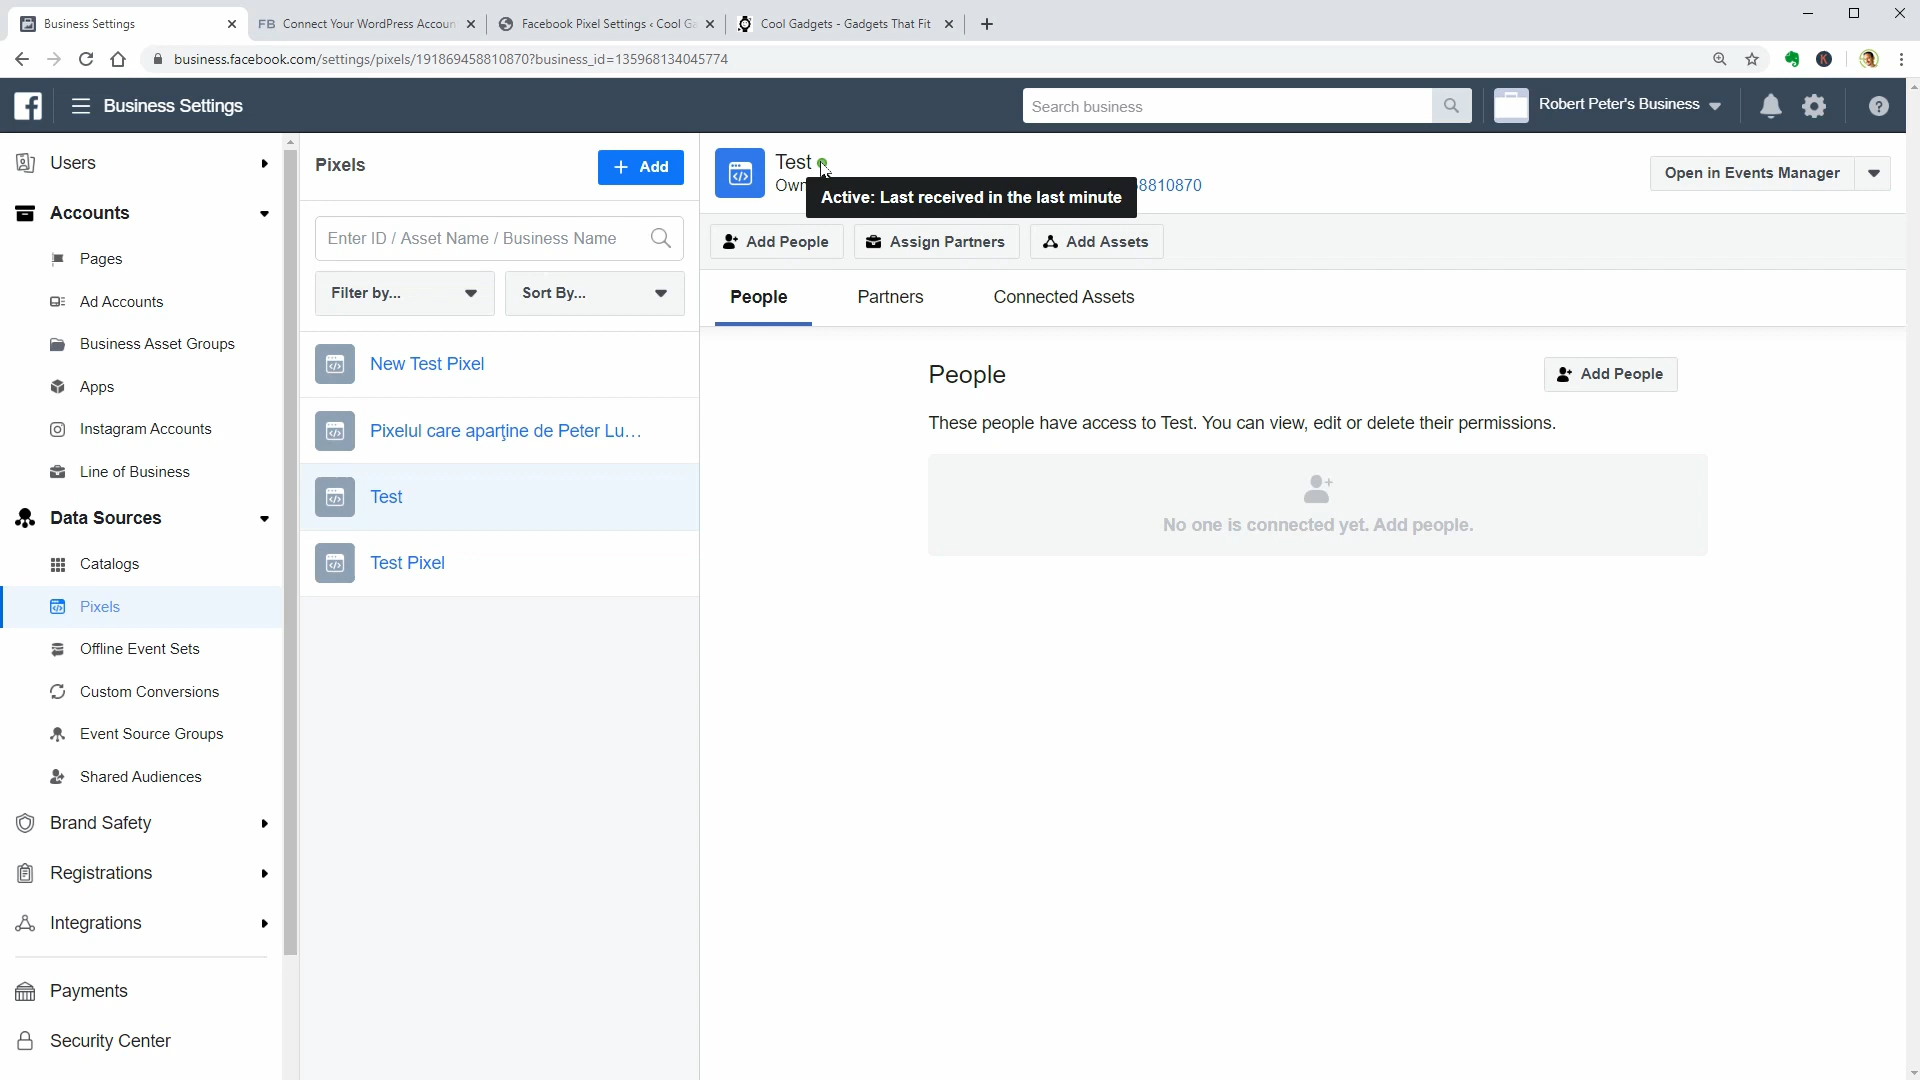 Business Settings
FB Connect Your WordPress Accoun
Facebook Pixel Settings ‹ Cool Ga
Cool Gadgets - Gadgets That Fit
business.facebook.com/settings/pixels/191869458810870?business_id=135968134045774
K
Business Settings
Search business
Robert Peter's Business
Users
Accounts
Pages
Ad Accounts
Business Asset Groups
Apps
Instagram Accounts
Line of Business
Data Sources
Catalogs
Pixels
Offline Event Sets
Custom Conversions
Event Source Groups
Shared Audiences
Brand Safety
Registrations
Integrations
Payments
Security Center
Pixels
+ Add
Enter ID / Asset Name / Business Name
Filter by...
Sort By...
New Test Pixel
Pixelul care aparţine de Peter Lu...
Test
Test Pixel
Test
Own
8810870
Active: Last received in the last minute
Open in Events Manager
Add People
Assign Partners
Add Assets
People
Partners
Connected Assets
People
Add People
These people have access to Test. You can view, edit or delete their permissions.
No one is connected yet. Add people.